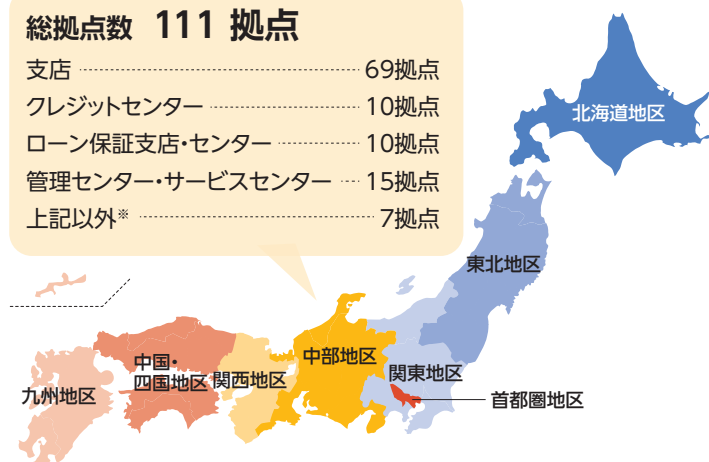 総拠点数 111 拠点
支店 69拠点
クレジットセンター 10拠点
ローン保証支店・センター 10拠点
管理センター・サービスセンター 15拠点
上記以外※ 7拠点
北海道地区
東北地区
中部地区
関東地区
中国・
四国地区
関西地区
九州地区
首都圏地区